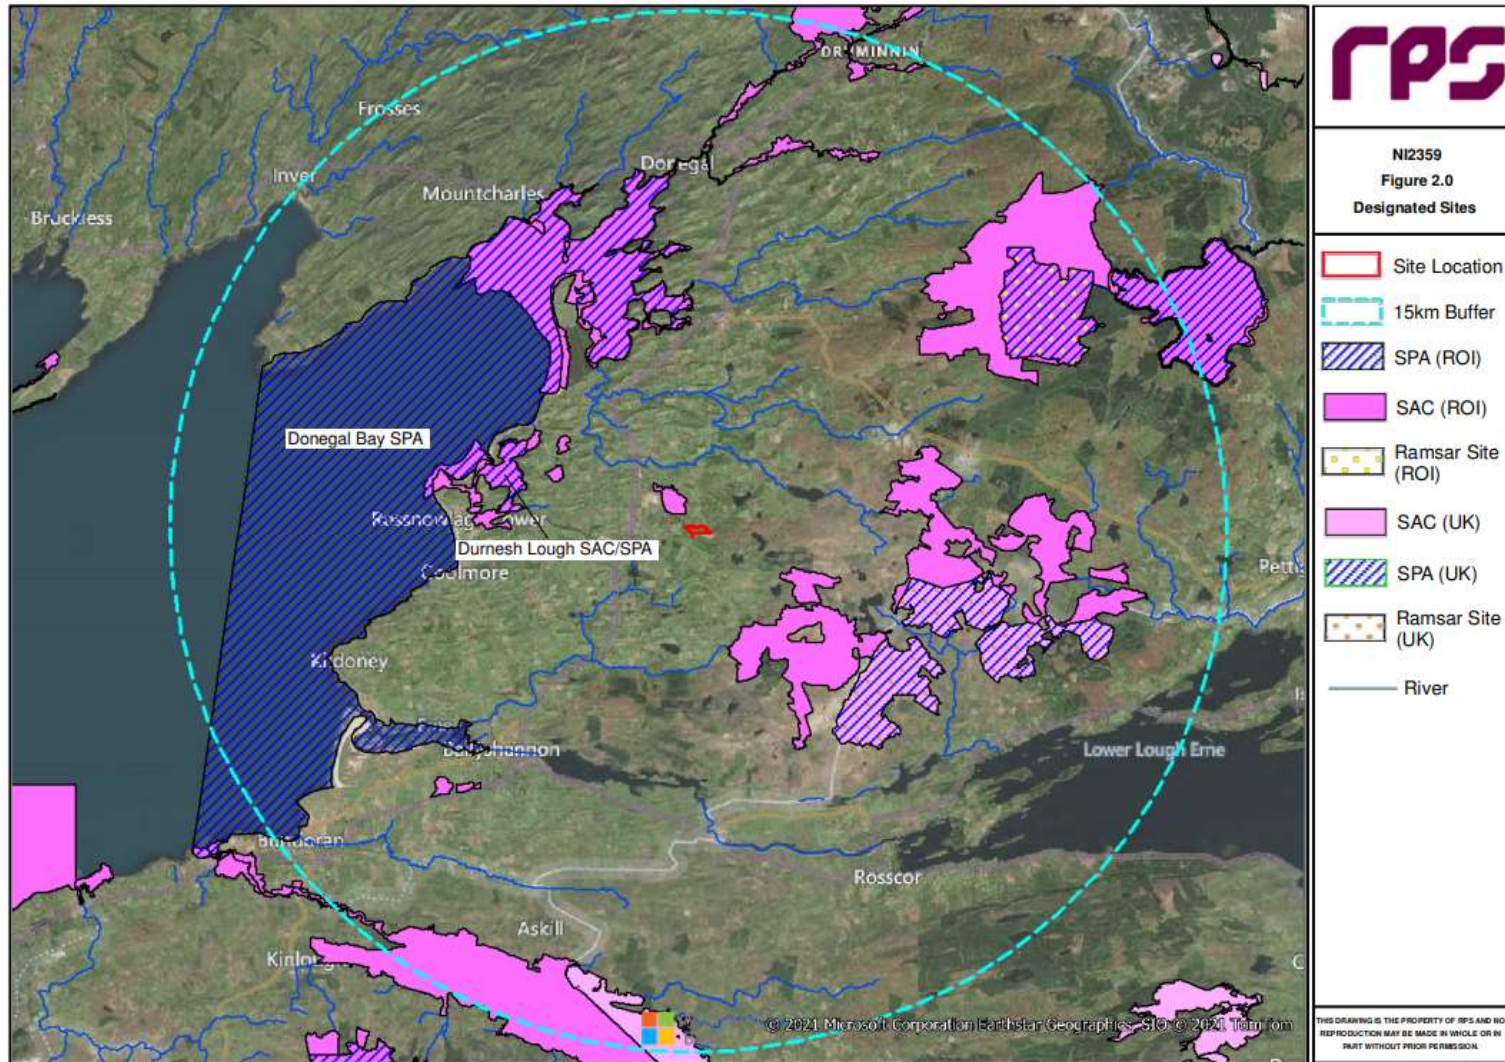 DR
MINNIN
Frosses
Donegal
Inver
Mountcharles
Bruckless
Donegal Bay SPA
Rossnowlagh Lower
Durnesh Lough SAC/SPA
Coolmore
Kildoney
Ballyshannon
Lower Lough Erne
Bundoran
Rosscor
Askill
Kinlough
© 2021 Microsoft Corporation Earthstar Geographics SIO © 2021 TomTom
rps
NI2359
Figure 2.0
Designated Sites
Site Location
15km Buffer
SPA (ROI)
SAC (ROI)
Ramsar Site
(ROI)
SAC (UK)
SPA (UK)
Ramsar Site
(UK)
River
THIS DRAWING IS THE PROPERTY OF RPS AND NO
REPRODUCTION MAY BE MADE IN WHOLE OR IN
PART WITHOUT PRIOR PERMISSION.